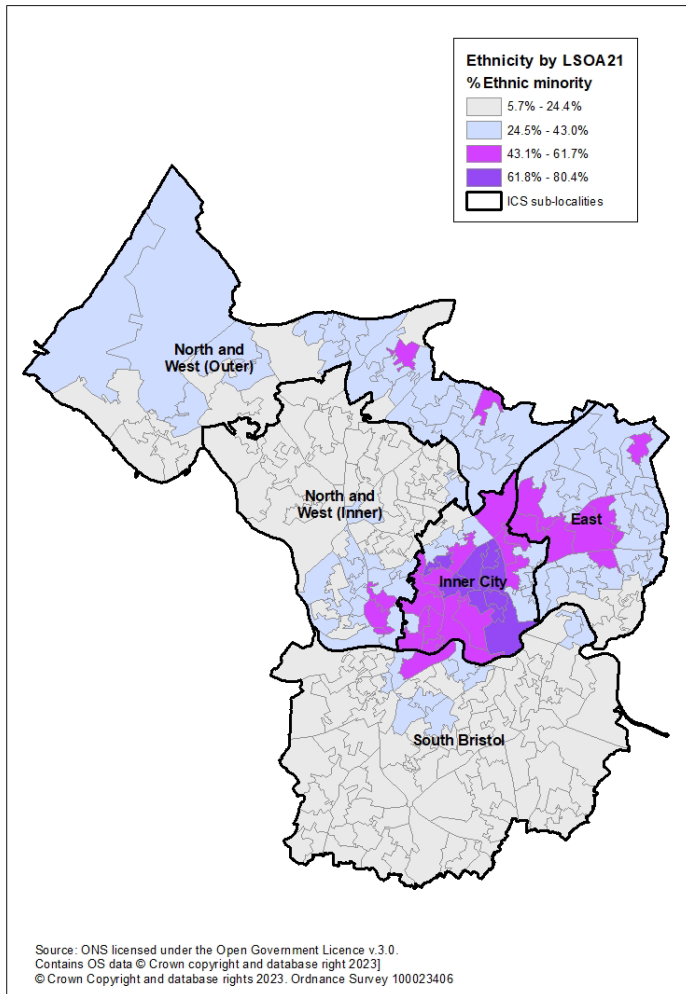 Ethnicity by LSOA21
% Ethnic minority
5.7% - 24.4%
24.5% - 43.0%
43.1% - 61.7%
61.8% - 80.4%
ICS sub-localities
North and
West (Outer)
North and
West (Inner)
East
Inner City
South Bristol
Source: ONS licensed under the Open Government Licence v.3.0.
Contains OS data © Crown copyright and database right 2023]
© Crown Copyright and database rights 2023. Ordnance Survey 100023406